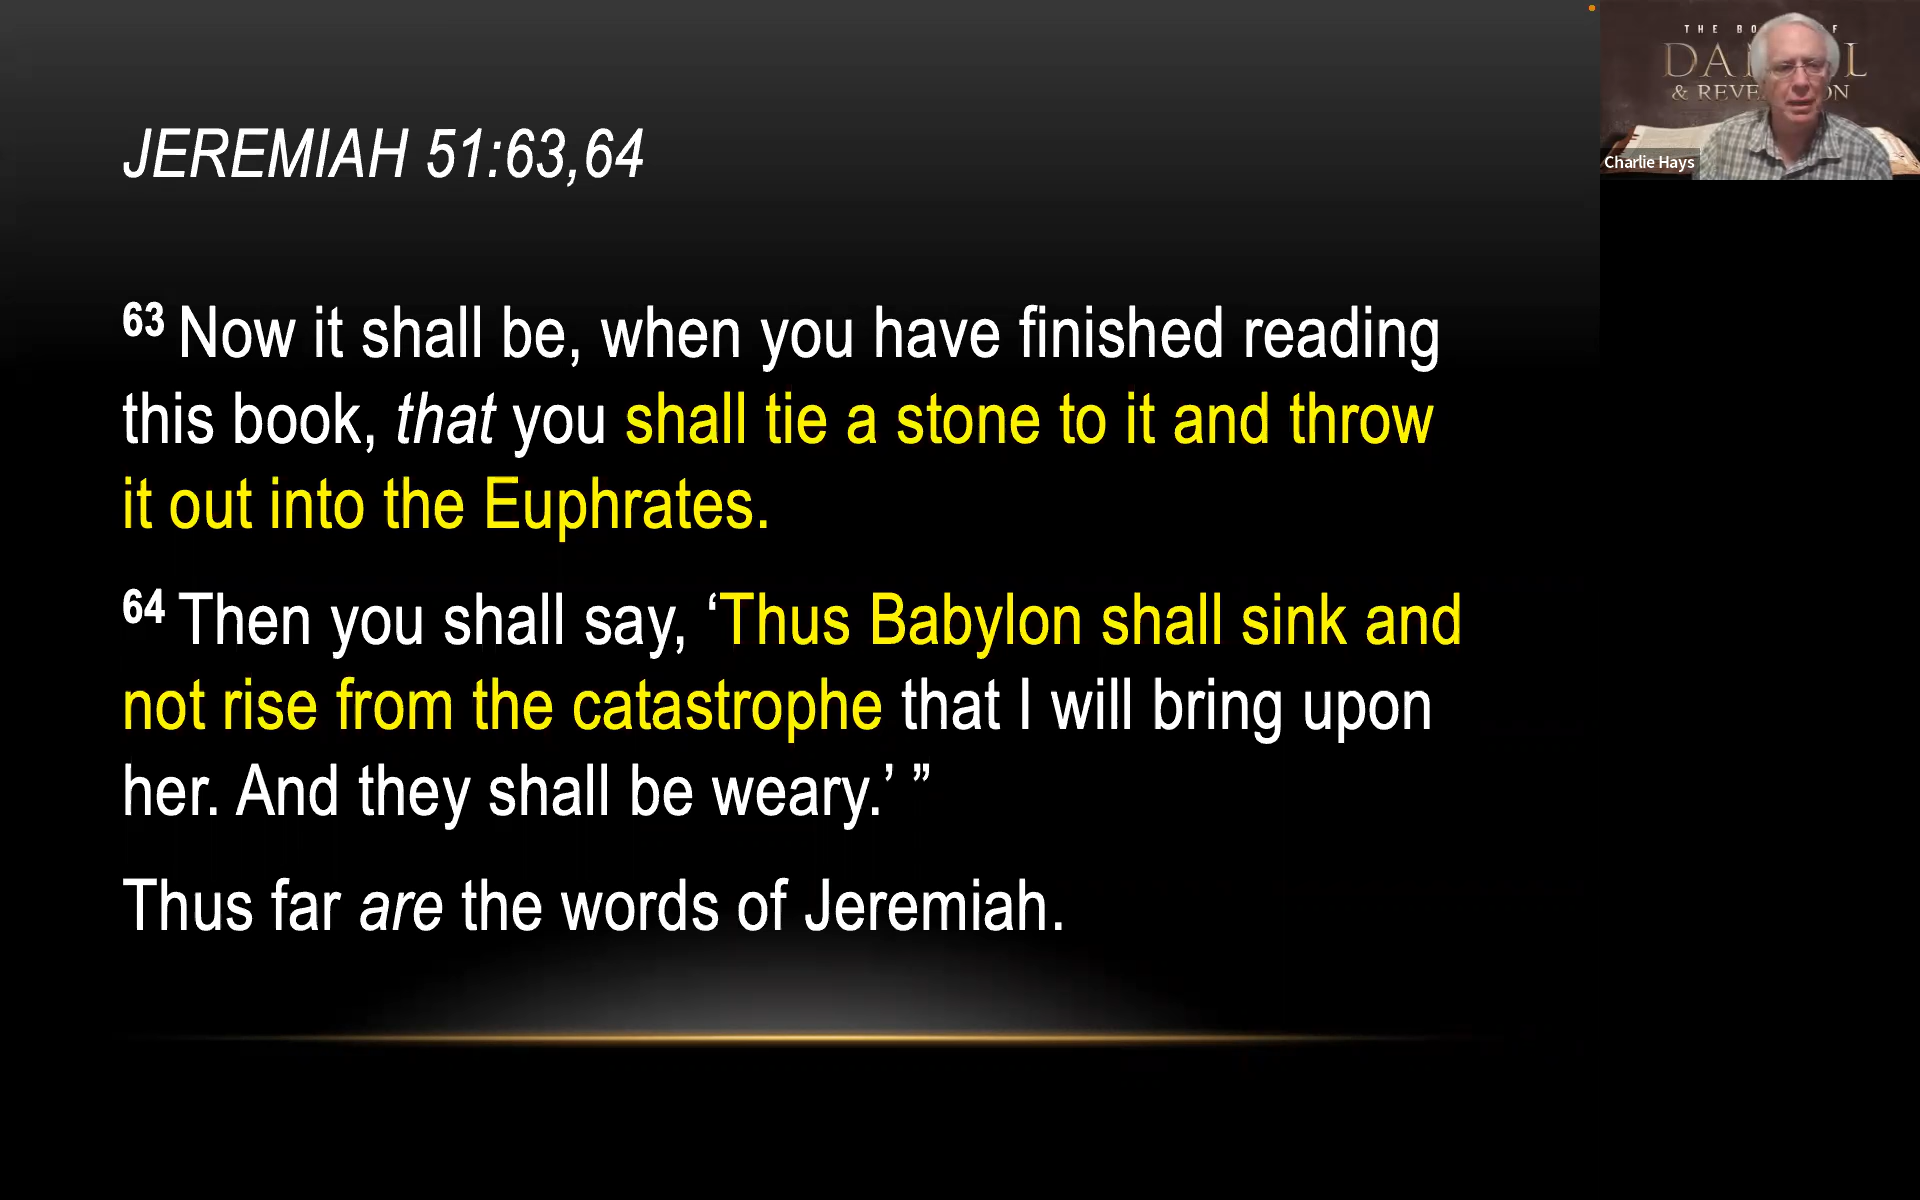 JEREMIAH 51:63,64
63 Now it shall be, when you have finished reading
this book, that you shall tie a stone to it and throw
it out into the Euphrates.
64 Then you shall say, ‘Thus Babylon shall sink and
not rise from the catastrophe that I will bring upon
her. And they shall be weary.’ ”
Thus far are the words of Jeremiah.
THE
&
Charlie Hays